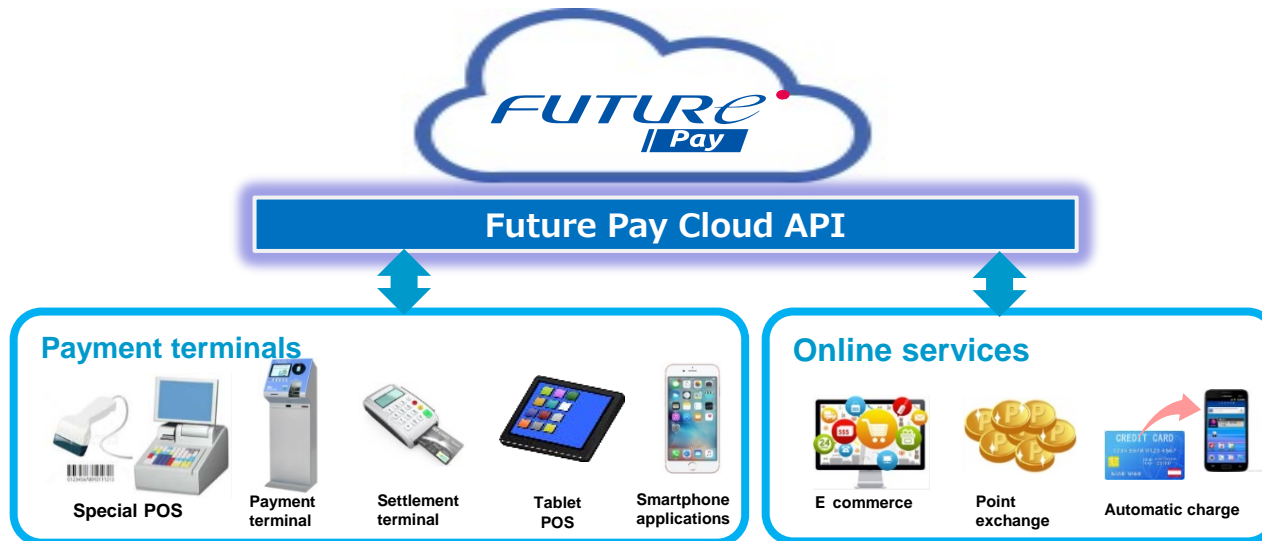 FUTURe
Pay
Future Pay Cloud API
Payment terminals
Online services
CREDIT CARD
$$$
24
Special POS
Payment
terminal
Settlement
terminal
Tablet
POS
Smartphone
applications
E commerce
Point
exchange
Automatic charge